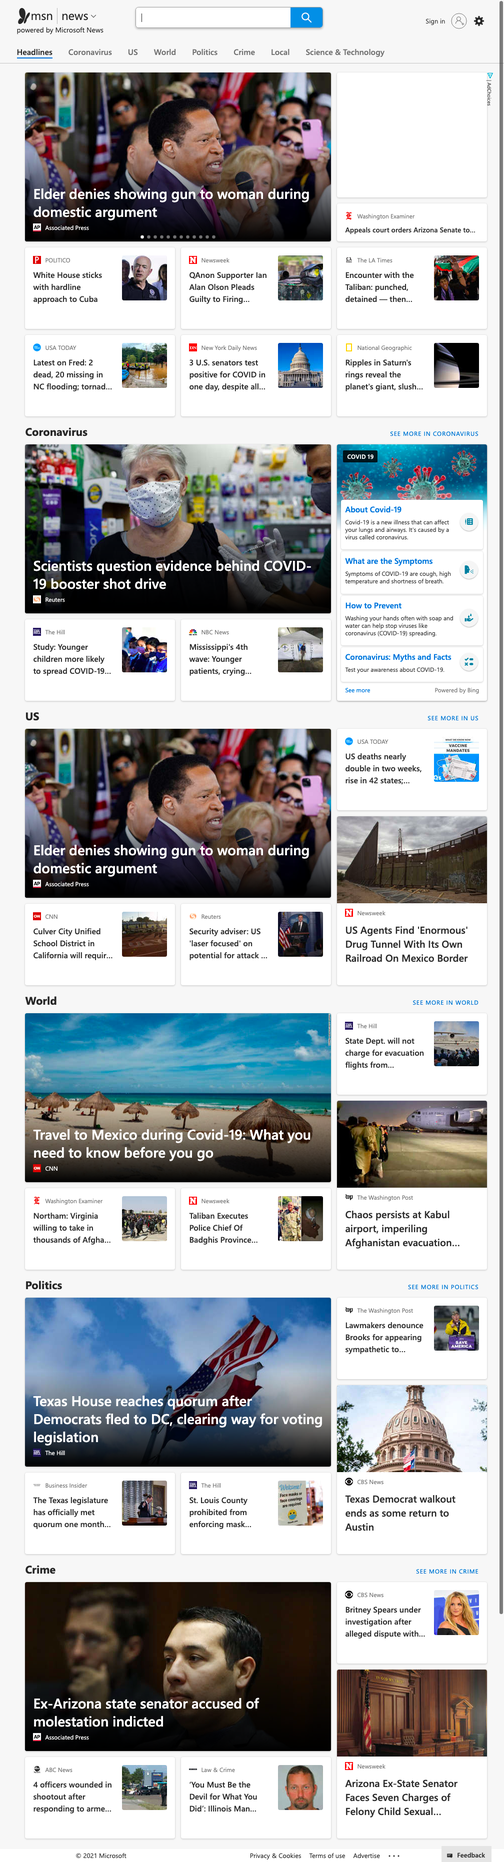 msn | news
powered by Microsoft News
Sign in
Headlines
Coronavirus
US
World
Politics
Crime
Local
Science & Technology
AdChoices
Elder denies showing gun to woman during
domestic argument
AP Associated Press
Washington Examiner
Appeals court orders Arizona Senate to...
POLITICO
White House sticks
with hardline
approach to Cuba
Newsweek
QAnon Supporter Ian
Alan Olson Pleads
Guilty to Firing...
The LA Times
Encounter with the
Taliban: punched,
detained — then...
USA TODAY
Latest on Fred: 2
dead, 20 missing in
NC flooding; tornad...
New York Daily News
3 U.S. senators test
positive for COVID in
one day, despite all...
National Geographic
Ripples in Saturn's
rings reveal the
planet's giant, slush...
Coronavirus
SEE MORE IN CORONAVIRUS
Scientists question evidence behind COVID-
19 booster shot drive
Reuters
COVID 19
About Covid-19
Covid-19 is a new illness that can affect
your lungs and airways. It's caused by a
virus called coronavirus.
What are the Symptoms
Symptoms of COVID-19 are cough, high
temperature and shortness of breath.
How to Prevent
Washing your hands often with soap and
water can help stop viruses like
coronavirus (COVID-19) spreading.
Coronavirus: Myths and Facts
Test your awareness about COVID-19.
See more
Powered by Bing
The Hill
Study: Younger
children more likely
to spread COVID-19...
NBC News
Mississippi's 4th
wave: Younger
patients, crying...
US
SEE MORE IN US
Elder denies showing gun to woman during
domestic argument
AP Associated Press
USA TODAY
US deaths nearly
double in two weeks,
rise in 42 states;...
VACCINE
MANDATES
Newsweek
US Agents Find 'Enormous'
Drug Tunnel With Its Own
Railroad On Mexico Border
CNN
Culver City Unified
School District in
California will requir...
Reuters
Security adviser: US
'laser focused' on
potential for attack ...
World
SEE MORE IN WORLD
Travel to Mexico during Covid-19: What you
need to know before you go
CNN
The Hill
State Dept. will not
charge for evacuation
flights from...
wp The Washington Post
Chaos persists at Kabul
airport, imperiling
Afghanistan evacuation...
Washington Examiner
Northam: Virginia
willing to take in
thousands of Afgha...
Newsweek
Taliban Executes
Police Chief Of
Badghis Province...
Politics
SEE MORE IN POLITICS
Texas House reaches quorum after
Democrats fled to DC, clearing way for voting
legislation
The Hill
wp The Washington Post
Lawmakers denounce
Brooks for appearing
sympathetic to...
SAVE
AMERICA
CBS News
Texas Democrat walkout
ends as some return to
Austin
Business Insider
The Texas legislature
has officially met
quorum one month...
The Hill
St. Louis County
prohibited from
enforcing mask...
Crime
SEE MORE IN CRIME
Ex-Arizona state senator accused of
molestation indicted
AP Associated Press
CBS News
Britney Spears under
investigation after
alleged dispute with...
Newsweek
Arizona Ex-State Senator
Faces Seven Charges of
Felony Child Sexual...
ABC News
4 officers wounded in
shootout after
responding to arme...
Law & Crime
'You Must Be the
Devil for What You
Did': Illinois Man...
© 2021 Microsoft
Privacy & Cookies
Terms of use
Advertise
...
Feedback